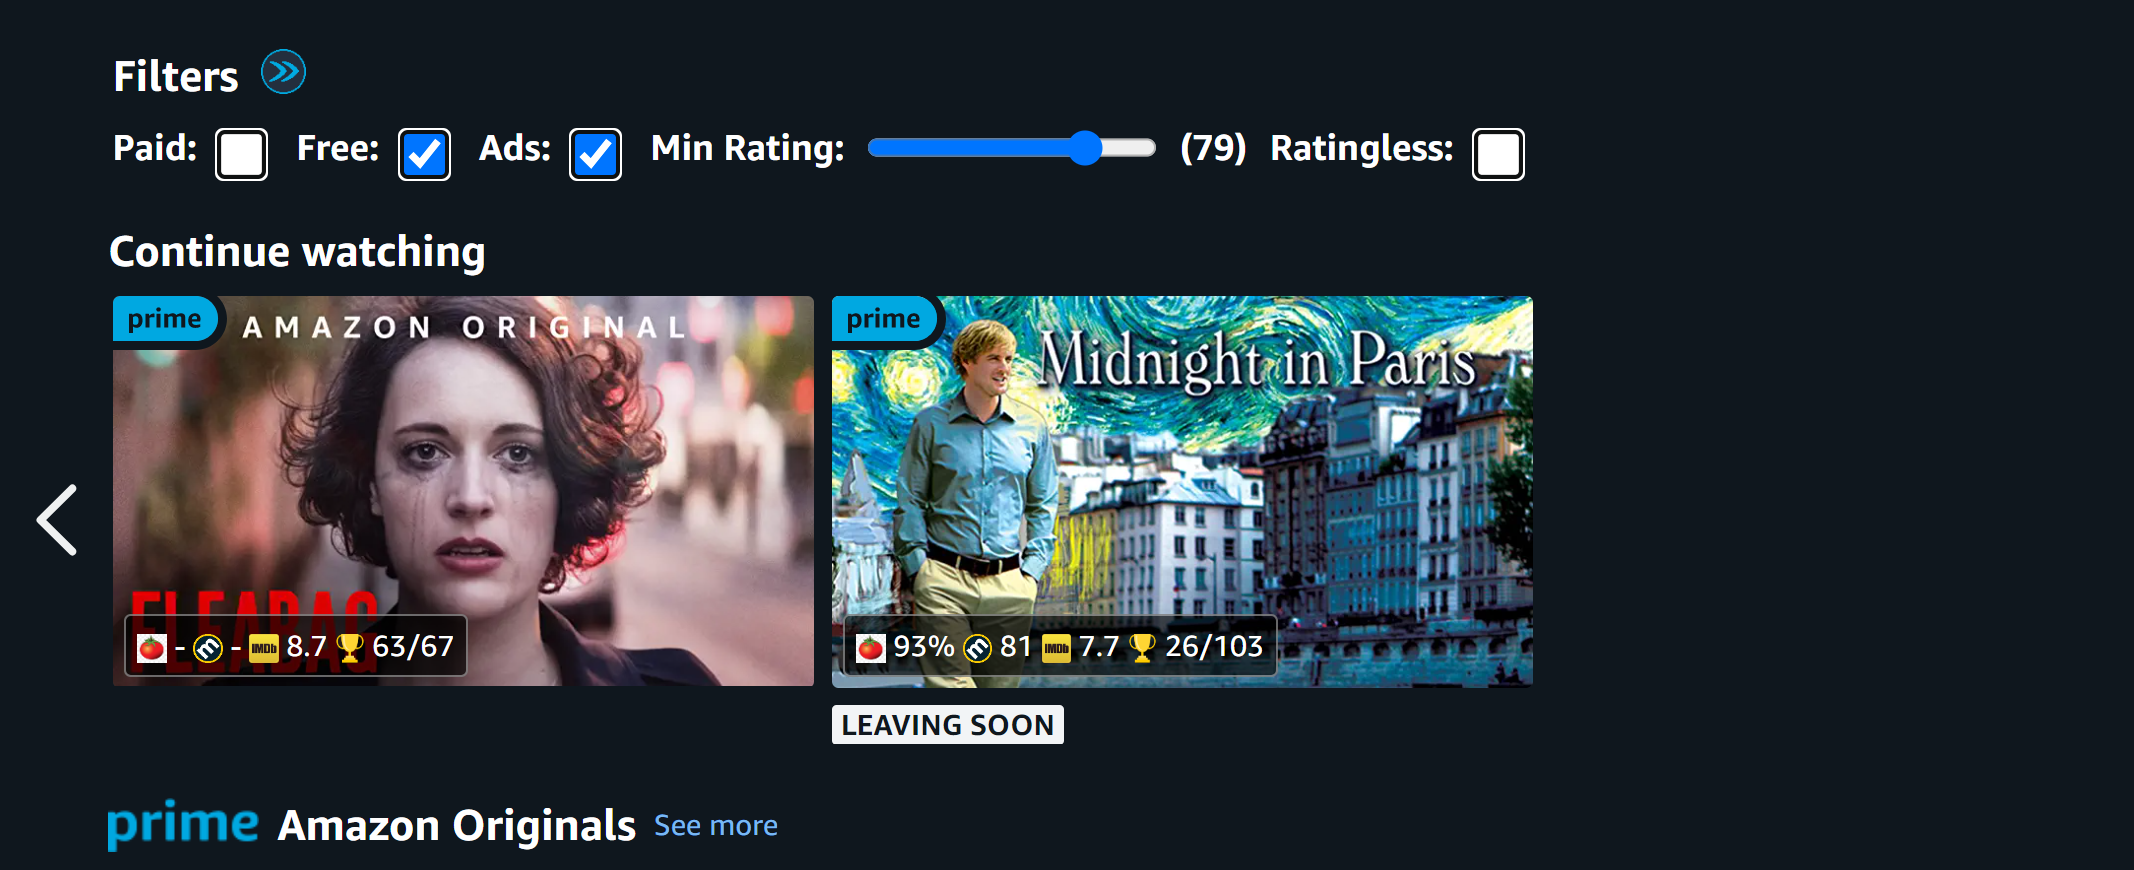 Filters
Paid: Free: Ads: Min Rating: (79) Ratingless:
Continue watching
prime
AMAZON ORIGINAL
FLEABAG
- - IMDb 8.7 63/67
prime
Midnight in Paris
93% m 81 IMDb 7.7 26/103
LEAVING SOON
prime Amazon Originals See more